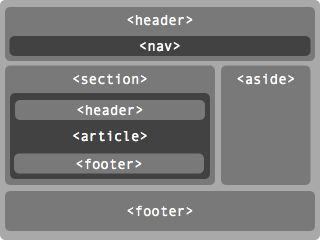 <header>
<nav>
<section>
<aside>
<header>
<article>
<footer>
<footer>